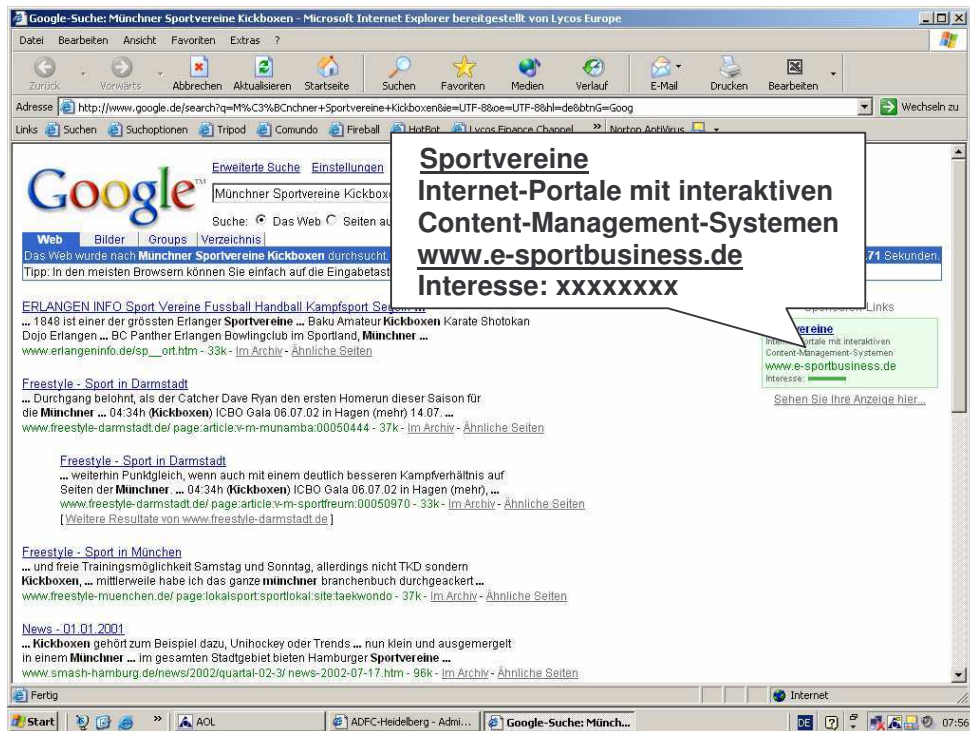 Google-Suche: Münchner Sportvereine Kickboxen - Microsoft Internet Explorer bereitgestellt von Lycos Europe
Datei Bearbeiten Ansicht Favoriten Extras ?
Zurück Vorwärts Abbrechen Aktualisieren Startseite Suchen Favoriten Medien Verlauf E-Mail Drucken Bearbeiten
Adresse http://www.google.de/search?q=M%C3%BCnchner+Sportvereine+Kickboxen&ie=UTF-8&oe=UTF-8&hl=de&btnG=Goog Wechseln zu
Links Suchen Suchoptionen Tripod Comundo Fireball HotBot Lycos Finance Channel » Norton AntiVirus
Sportvereine
Internet-Portale mit interaktiven
Content-Management-Systemen
www.e-sportbusiness.de
Interesse: xxxxxxxx
Google™
Erweiterte Suche Einstellungen
Münchner Sportvereine Kickbox
Suche: Das Web Seiten au
Web Bilder Groups Verzeichnis
Das Web wurde nach Münchner Sportvereine Kickboxen durchsucht. .71 Sekunden.
Tipp: In den meisten Browsern können Sie einfach auf die Eingabetast
ERLANGEN INFO Sport Vereine Fussball Handball Kampfsport
... 1848 ist einer der grössten Erlanger Sportvereine ... Baku Amateur Kickboxen Karate Shotokan
Dojo Erlangen ... BC Panther Erlangen Bowlingclub im Sportland, Münchner ...
www.erlangeninfo.de/sp__ort.htm - 33k - Im Archiv - Ähnliche Seiten
Links
ereine
Internet-Portale mit interaktiven
Content-Management-Systemen
www.e-sportbusiness.de
Interesse:
Sehen Sie Ihre Anzeige hier...
Freestyle - Sport in Darmstadt
... Durchgang belohnt, als der Catcher Dave Ryan den ersten Homerun dieser Saison für
die Münchner ... 04:34h (Kickboxen) ICBO Gala 06.07.02 in Hagen (mehr) 14.07. ...
www.freestyle-darmstadt.de/ page:article:v-m-munamba:00050444 - 37k - Im Archiv - Ähnliche Seiten
Freestyle - Sport in Darmstadt
... weiterhin Punktgleich, wenn auch mit einem deutlich besseren Kampfverhältnis auf
Seiten der Münchner. ... 04:34h (Kickboxen) ICBO Gala 06.07.02 in Hagen (mehr), ...
www.freestyle-darmstadt.de/ page:article:v-m-sportfreum:00050970 - 33k - Im Archiv - Ähnliche Seiten
[ Weitere Resultate von www.freestyle-darmstadt.de ]
Freestyle - Sport in München
... und freie Trainingsmöglichkeit Samstag und Sonntag, allerdings nicht TKD sondern
Kickboxen, ... mittlerweile habe ich das ganze münchner branchenbuch durchgeackert ...
www.freestyle-muenchen.de/ page:lokalsport:sportlokal:site:taekwondo - 37k - Im Archiv - Ähnliche Seiten
News - 01.01.2001
... Kickboxen gehört zum Beispiel dazu, Unihockey oder Trends ... nun klein und ausgemergelt
in einem Münchner ... im gesamten Stadtgebiet bieten Hamburger Sportvereine ...
www.smash-hamburg.de/news/2002/quartal-02-3/ news-2002-07-17.htm - 96k - Im Archiv - Ähnliche Seiten
Fertig Internet
Start » AOL ADFC-Heidelberg - Admi... Google-Suche: Münch... DE 07:56